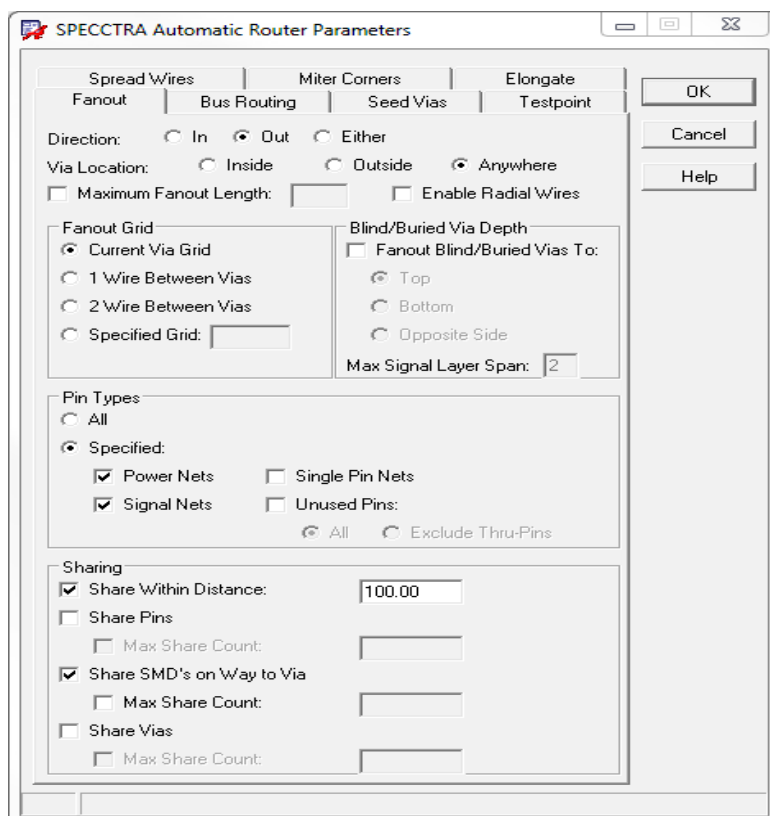 SPECCTRA Automatic Router Parameters
Spread Wires Miter Corners Elongate
Fanout Bus Routing Seed Vias Testpoint
OK
Cancel
Help
Direction: In Out Either
Via Location: Inside Outside Anywhere
Maximum Fanout Length: Enable Radial Wires
Fanout Grid
Current Via Grid
1 Wire Between Vias
2 Wire Between Vias
Specified Grid:
Blind/Buried Via Depth
Fanout Blind/Buried Vias To:
Top
Bottom
Opposite Side
Max Signal Layer Span: 2
Pin Types
All
Specified:
Power Nets Single Pin Nets
Signal Nets Unused Pins:
All Exclude Thru-Pins
Sharing
Share Within Distance: 100.00
Share Pins
Max Share Count:
Share SMD's on Way to Via
Max Share Count:
Share Vias
Max Share Count: